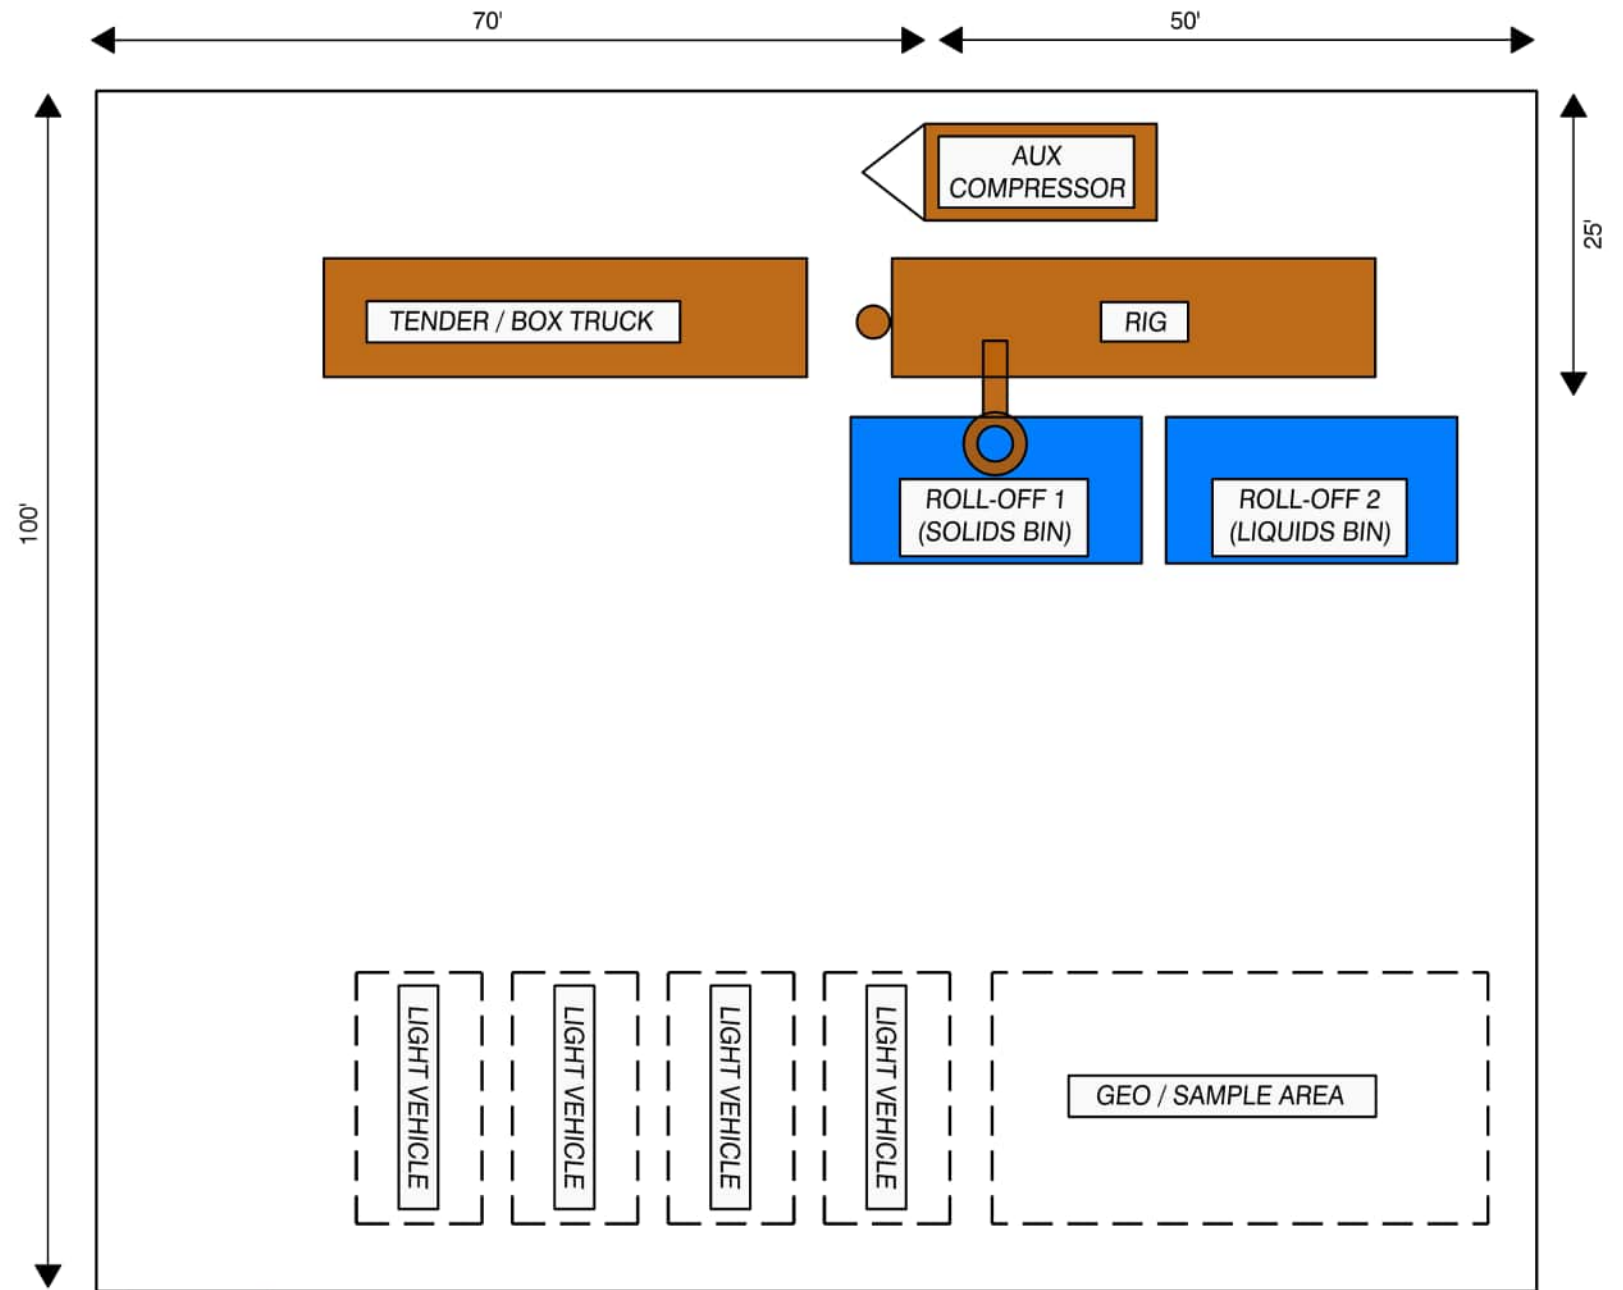 70'
50'
AUX
COMPRESSOR
25'
TENDER / BOX TRUCK
RIG
100'
ROLL-OFF 1
(SOLIDS BIN)
ROLL-OFF 2
(LIQUIDS BIN)
LIGHT VEHICLE
LIGHT VEHICLE
LIGHT VEHICLE
LIGHT VEHICLE
GEO / SAMPLE AREA